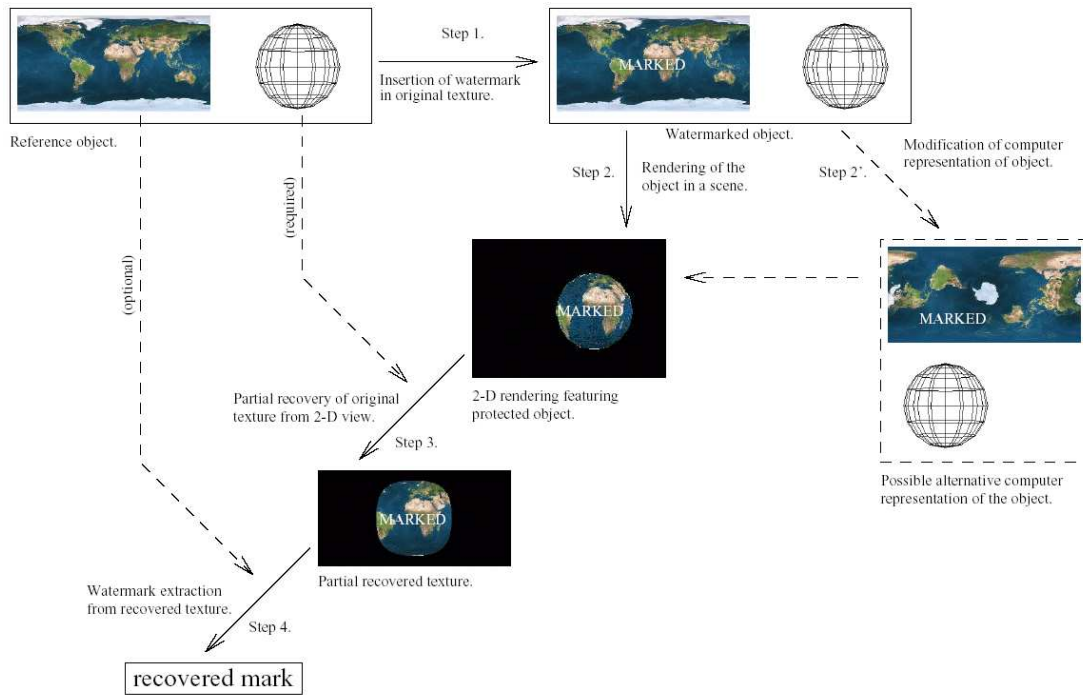 Step 1.
Insertion of watermark
in original texture.
MARKED
Reference object.
Watermarked object.
Modification of computer
representation of object.
Step 2.
Rendering of the
object in a scene.
Step 2'.
(optional)
(required)
MARKED
MARKED
Partial recovery of original
texture from 2-D view.
2-D rendering featuring
protected object.
Step 3.
Possible alternative computer
representation of the object.
MARKED
Partial recovered texture.
Watermark extraction
from recovered texture.
Step 4.
recovered mark